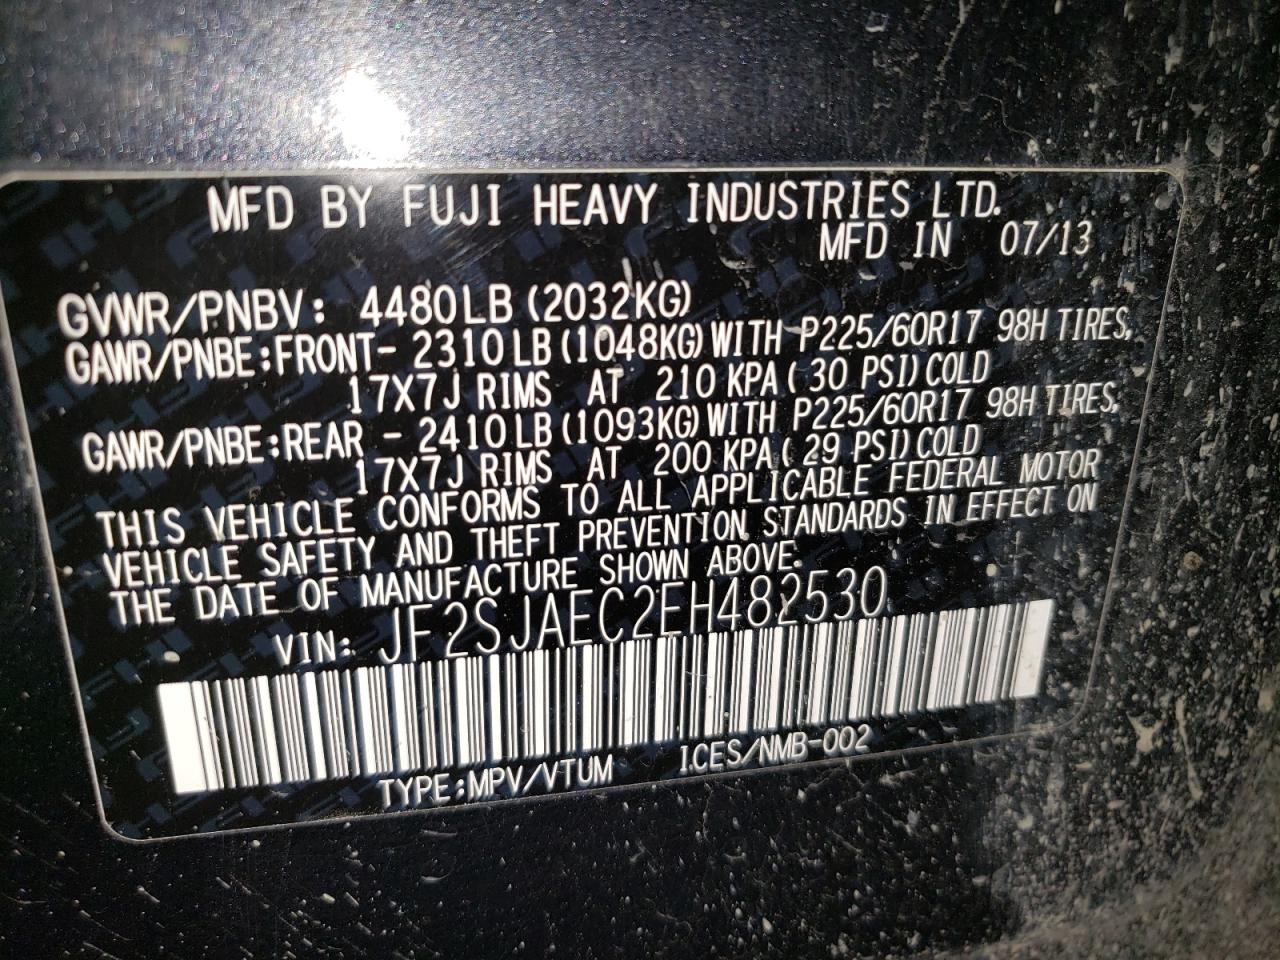 MFD BY FUJI HEAVY INDUSTRIES LTD.
MFD IN 07/13
GVWR/PNBV: 4480LB (2032KG)
GAWR/PNBE:FRONT- 2310LB (1048KG) WITH P225/60R17 98H TIRES,
17X7J RIMS AT 210 KPA ( 30 PSI) COLD
GAWR/PNBE:REAR - 2410LB (1093KG) WITH P225/60R17 98H TIRES,
17X7J RIMS AT 200 KPA ( 29 PSI) COLD
THIS VEHICLE CONFORMS TO ALL APPLICABLE FEDERAL MOTOR
VEHICLE SAFETY AND THEFT PREVENTION STANDARDS IN EFFECT ON
THE DATE OF MANUFACTURE SHOWN ABOVE.
VIN: JF2SJAEC2EH482530
TYPE:MPV/VTUM ICES/NMB-002